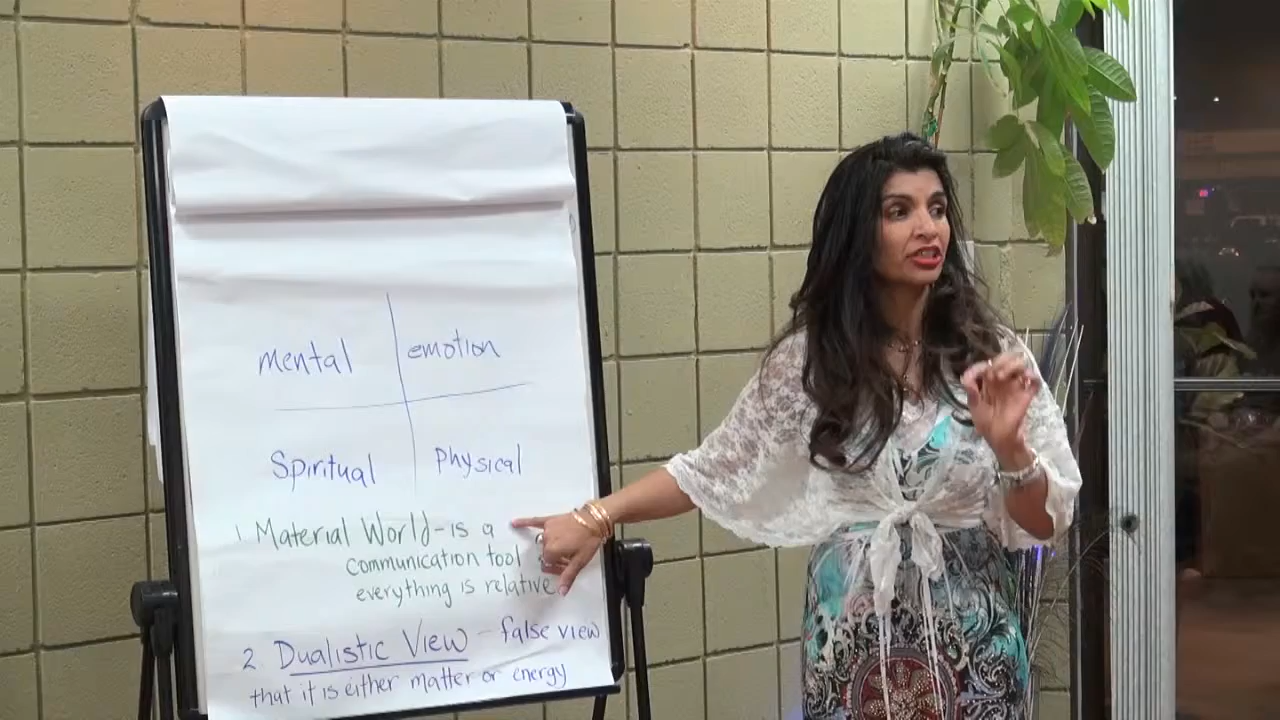 mental emotion
Spiritual Physical
1. Material World - is a
communication tool
everything is relative
2 Dualistic View - false view
that it is either matter or energy